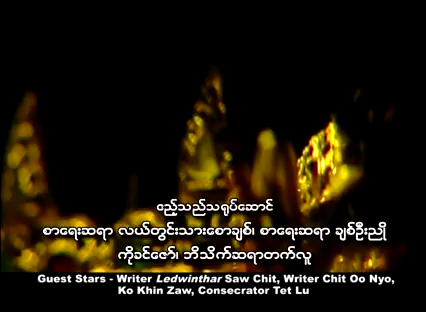 ဧည့်သည်သရုပ်ဆောင်
စာရေးဆရာ လယ်တွင်းသားစောချစ်၊ စာရေးဆရာ ချစ်ဦးညို
ကိုခင်ဇော်၊ ဘိသိက်ဆရာတက်လူ
Guest Stars - Writer Ledwinthar Saw Chit, Writer Chit Oo Nyo,
Ko Khin Zaw, Consecrator Tet Lu